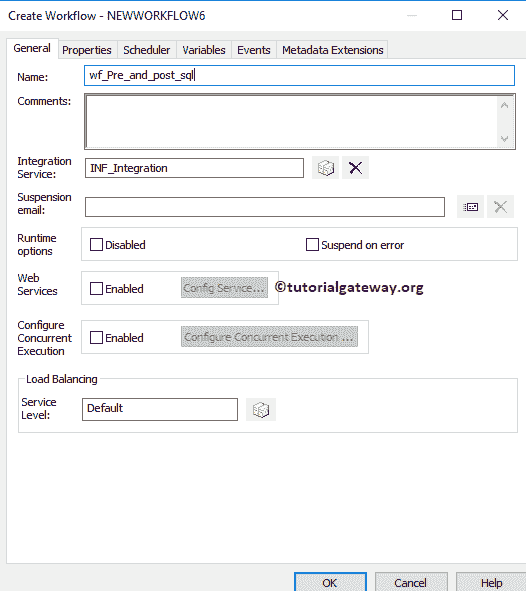 Create Workflow - NEWWORKFLOW6
General Properties Scheduler Variables Events Metadata Extensions
Name: wf_Pre_and_post_sql
Comments:
Integration
Service: INF_Integration
Suspension
email:
Runtime
options Disabled Suspend on error
Web
Services Enabled Config Service... ©tutorialgateway.org
Configure
Concurrent
Execution Enabled Configure Concurrent Execution ...
Load Balancing
Service
Level: Default
OK Cancel Help